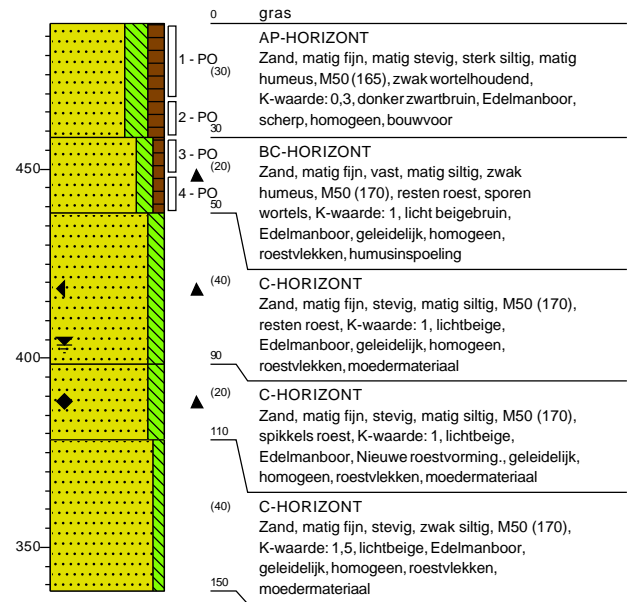 0 gras
AP-HORIZONT
1 - PO
(30)
Zand, matig fijn, matig stevig, sterk siltig, matig
humeus, M50 (165), zwak wortelhoudend,
K-waarde: 0,3, donker zwartbruin, Edelmanboor,
scherp, homogeen, bouwvoor
2 - PO
30
3 - PO
450
(20)
4 - PO
50
BC-HORIZONT
Zand, matig fijn, vast, matig siltig, zwak
humeus, M50 (170), resten roest, sporen
wortels, K-waarde: 1, licht beigebruin,
Edelmanboor, geleidelijk, homogeen,
roestvlekken, humusinspoeling
(40)
C-HORIZONT
Zand, matig fijn, stevig, matig siltig, M50 (170),
resten roest, K-waarde: 1, lichtbeige,
Edelmanboor, geleidelijk, homogeen,
roestvlekken, moedermateriaal
400
90
(20)
C-HORIZONT
Zand, matig fijn, stevig, matig siltig, M50 (170),
spikkels roest, K-waarde: 1, lichtbeige,
Edelmanboor, Nieuwe roestvorming., geleidelijk,
homogeen, roestvlekken, moedermateriaal
110
(40)
C-HORIZONT
Zand, matig fijn, stevig, zwak siltig, M50 (170),
K-waarde: 1,5, lichtbeige, Edelmanboor,
geleidelijk, homogeen, roestvlekken,
moedermateriaal
350
150